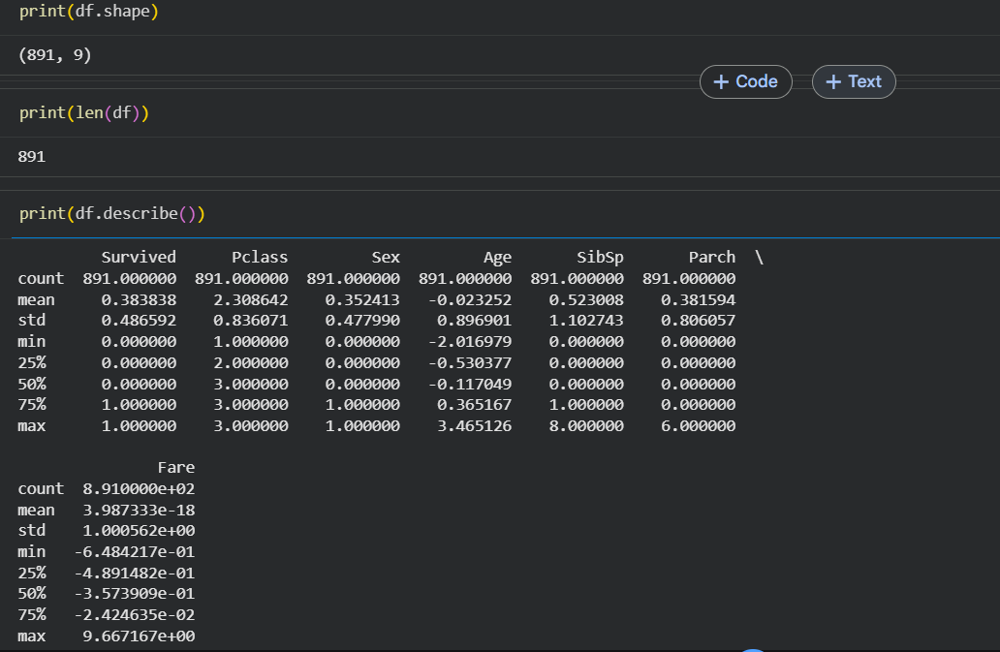 print(df.shape)
(891, 9)
+ Code + Text
print(len(df))
891
print(df.describe())
Survived Pclass Sex Age SibSp Parch \
count 891.000000 891.000000 891.000000 891.000000 891.000000 891.000000
mean 0.383838 2.308642 0.352413 -0.023252 0.523008 0.381594
std 0.486592 0.836071 0.477990 0.896901 1.102743 0.806057
min 0.000000 1.000000 0.000000 -2.016979 0.000000 0.000000
25% 0.000000 2.000000 0.000000 -0.530377 0.000000 0.000000
50% 0.000000 3.000000 0.000000 -0.117049 0.000000 0.000000
75% 1.000000 3.000000 1.000000 0.365167 1.000000 0.000000
max 1.000000 3.000000 1.000000 3.465126 8.000000 6.000000
Fare
count 8.910000e+02
mean 3.987333e-18
std 1.000562e+00
min -6.484217e-01
25% -4.891482e-01
50% -3.573909e-01
75% -2.424635e-02
max 9.667167e+00